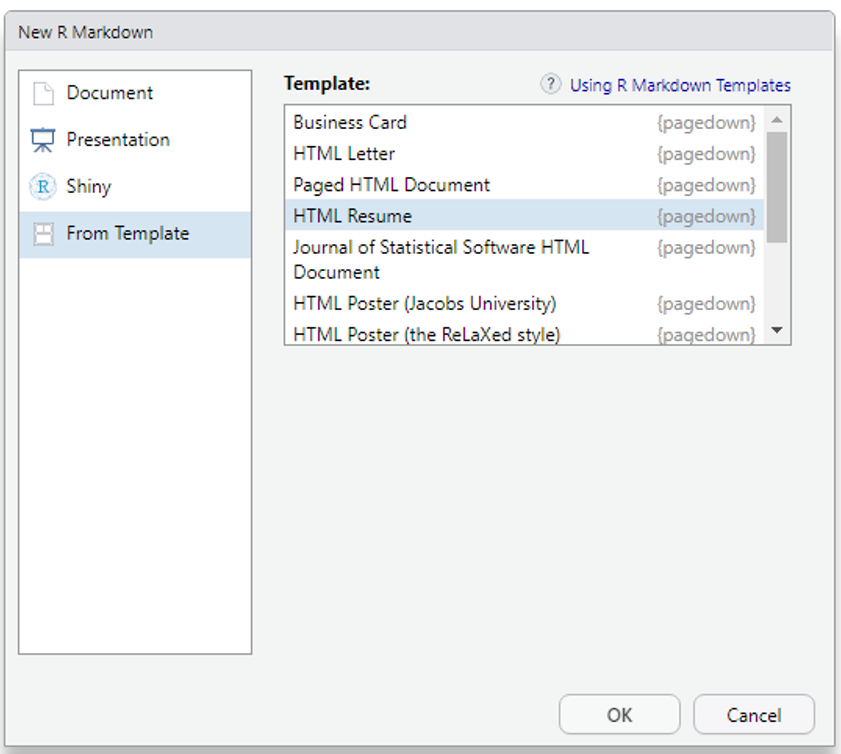 New R Markdown
Document
Presentation
R Shiny
From Template
Template:
? Using R Markdown Templates
Business Card {pagedown}
HTML Letter {pagedown}
Paged HTML Document {pagedown}
HTML Resume {pagedown}
Journal of Statistical Software HTML {pagedown}
Document
HTML Poster (Jacobs University) {pagedown}
HTML Poster (the ReLaXed style) {pagedown}
OK Cancel